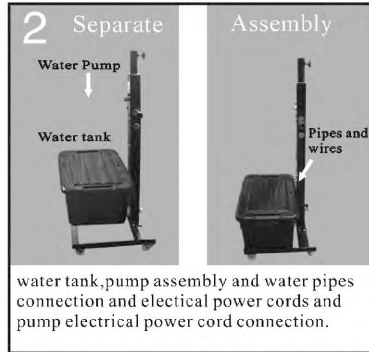 2 Separate
Assembly
Water Pump
Water tank
Pipes and
wires
water tank,pump assembly and water pipes
connection and electical power cords and
pump electrical power cord connection.